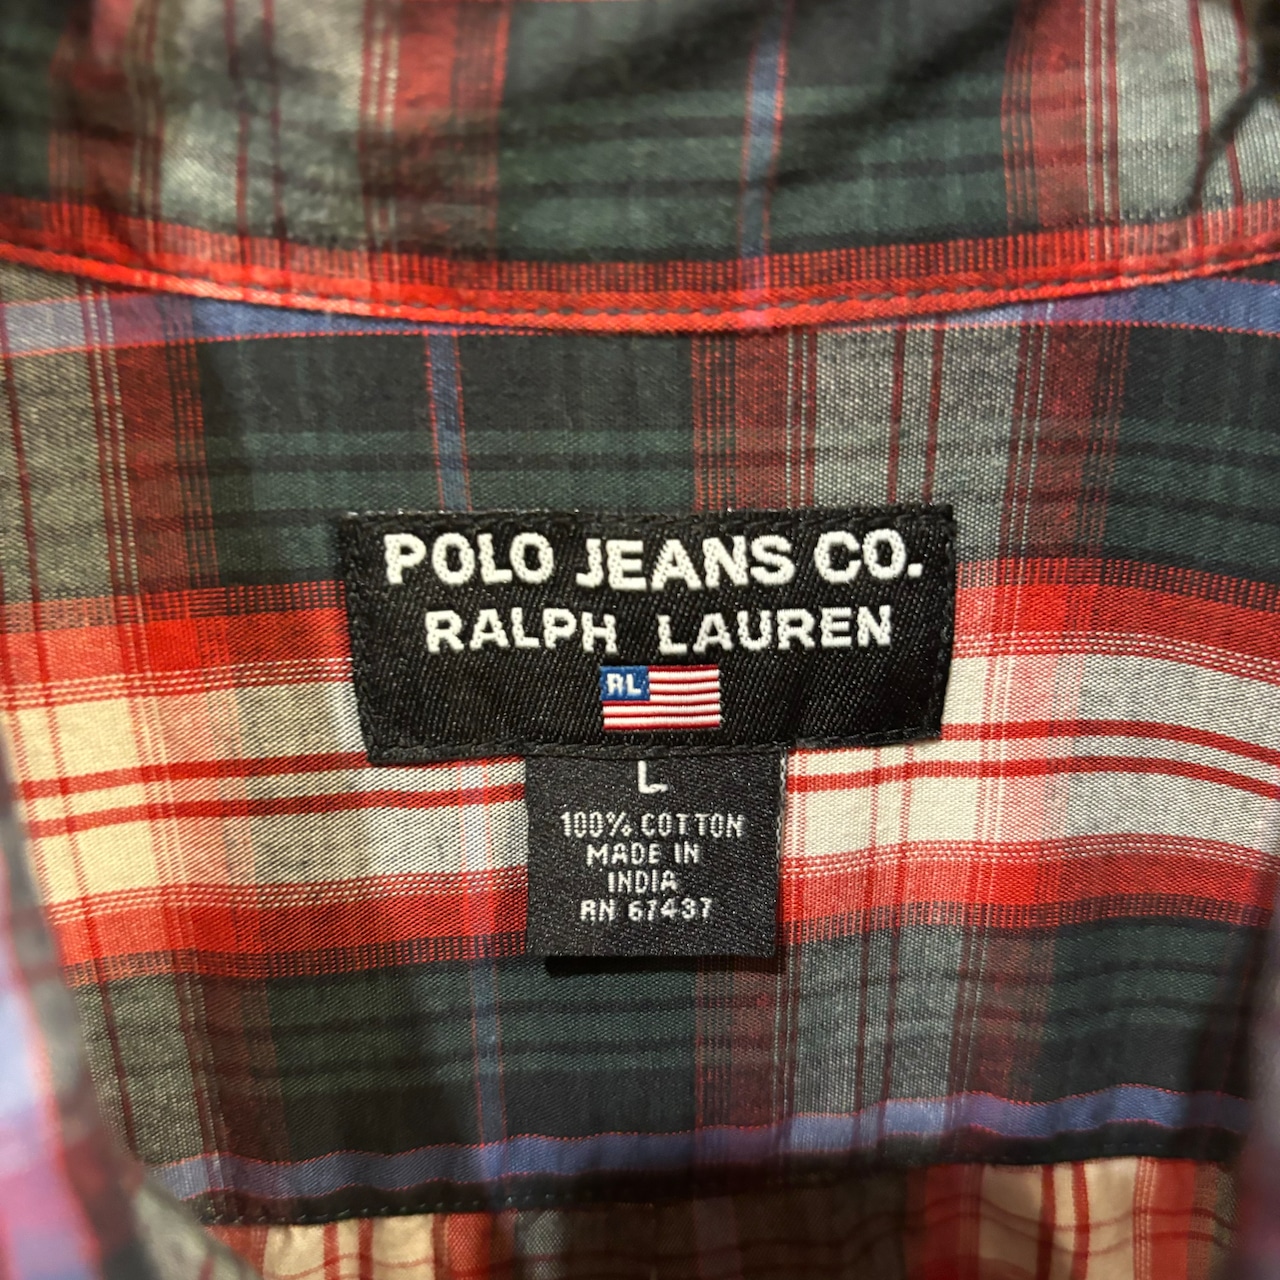 POLO JEANS CO.
RALPH LAUREN
RL
L
100% COTTON
MADE IN
INDIA
RN 67437